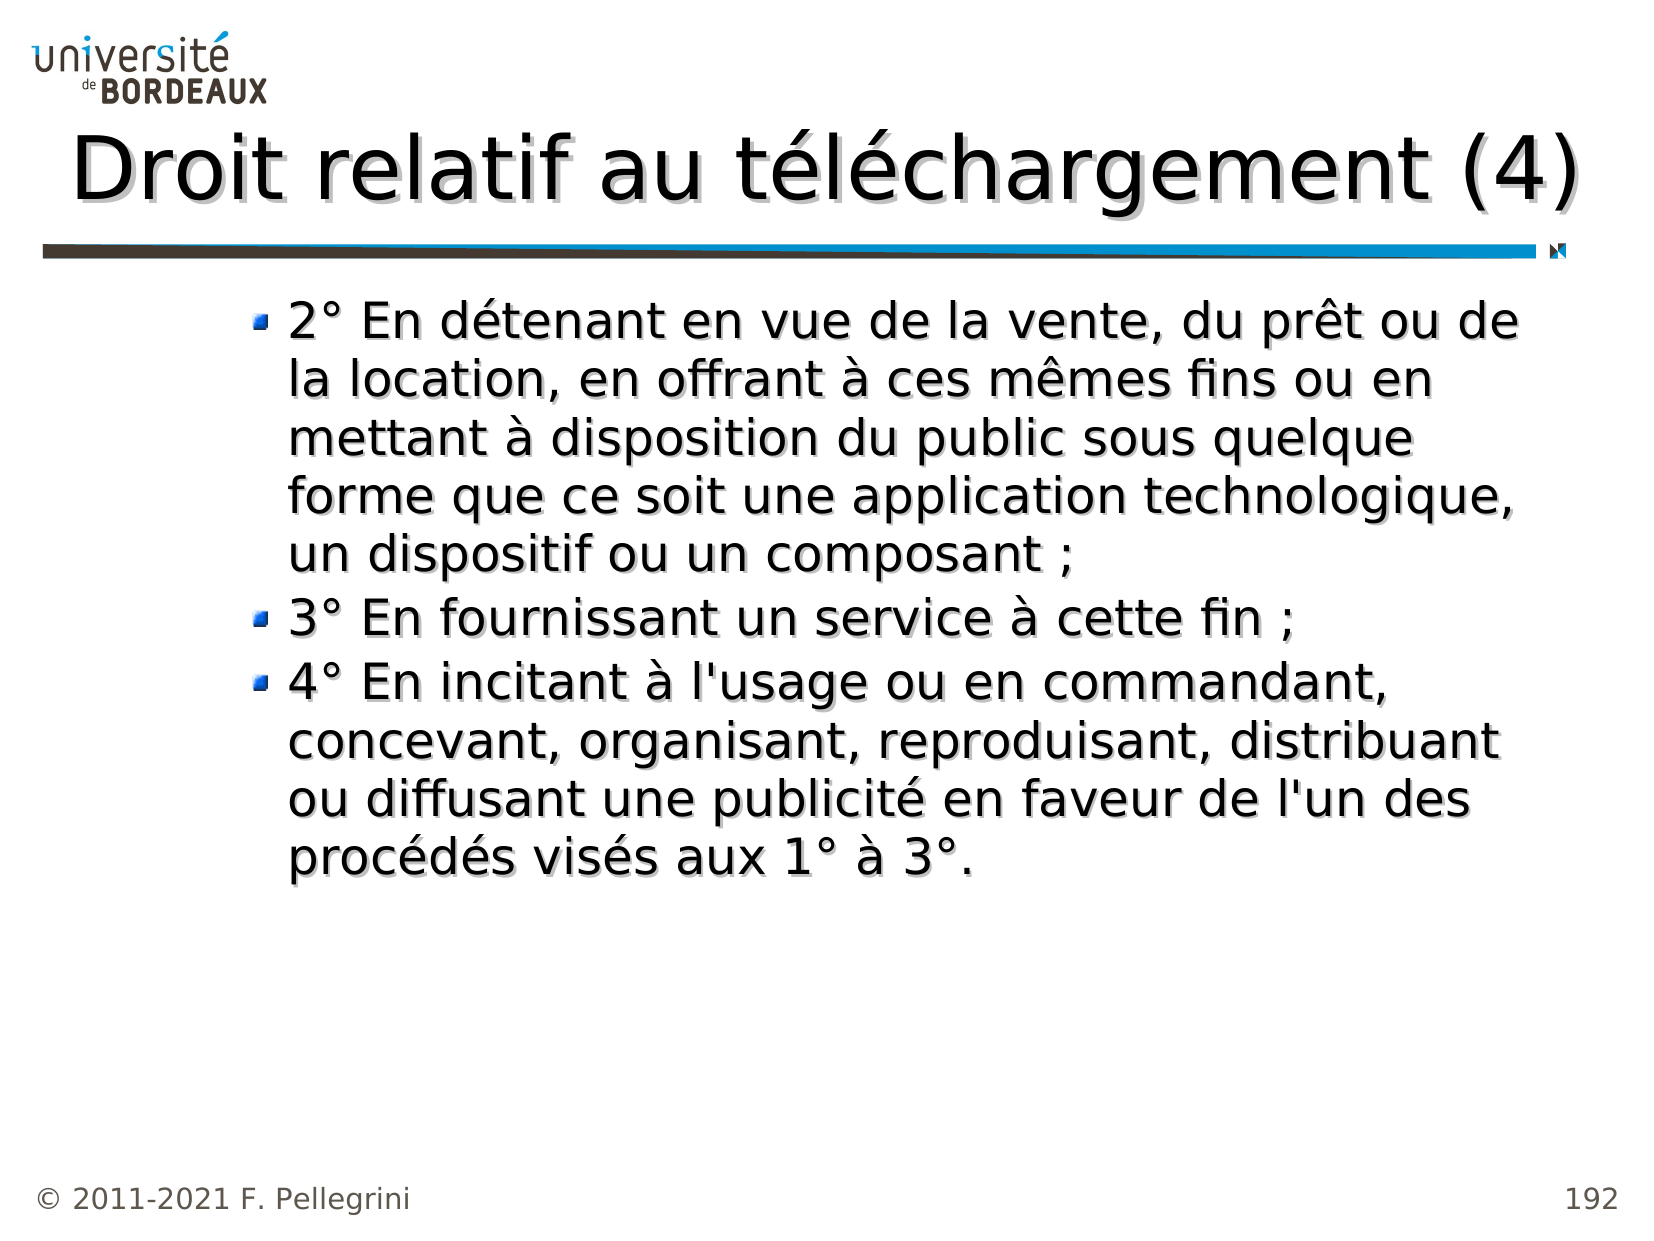 université
de BORDEAUX
Droit relatif au téléchargement (4)
2° En détenant en vue de la vente, du prêt ou de
la location, en offrant à ces mêmes fins ou en
mettant à disposition du public sous quelque
forme que ce soit une application technologique,
un dispositif ou un composant ;
3° En fournissant un service à cette fin ;
4° En incitant à l'usage ou en commandant,
concevant, organisant, reproduisant, distribuant
ou diffusant une publicité en faveur de l'un des
procédés visés aux 1° à 3°.
© 2011-2021 F. Pellegrini
192